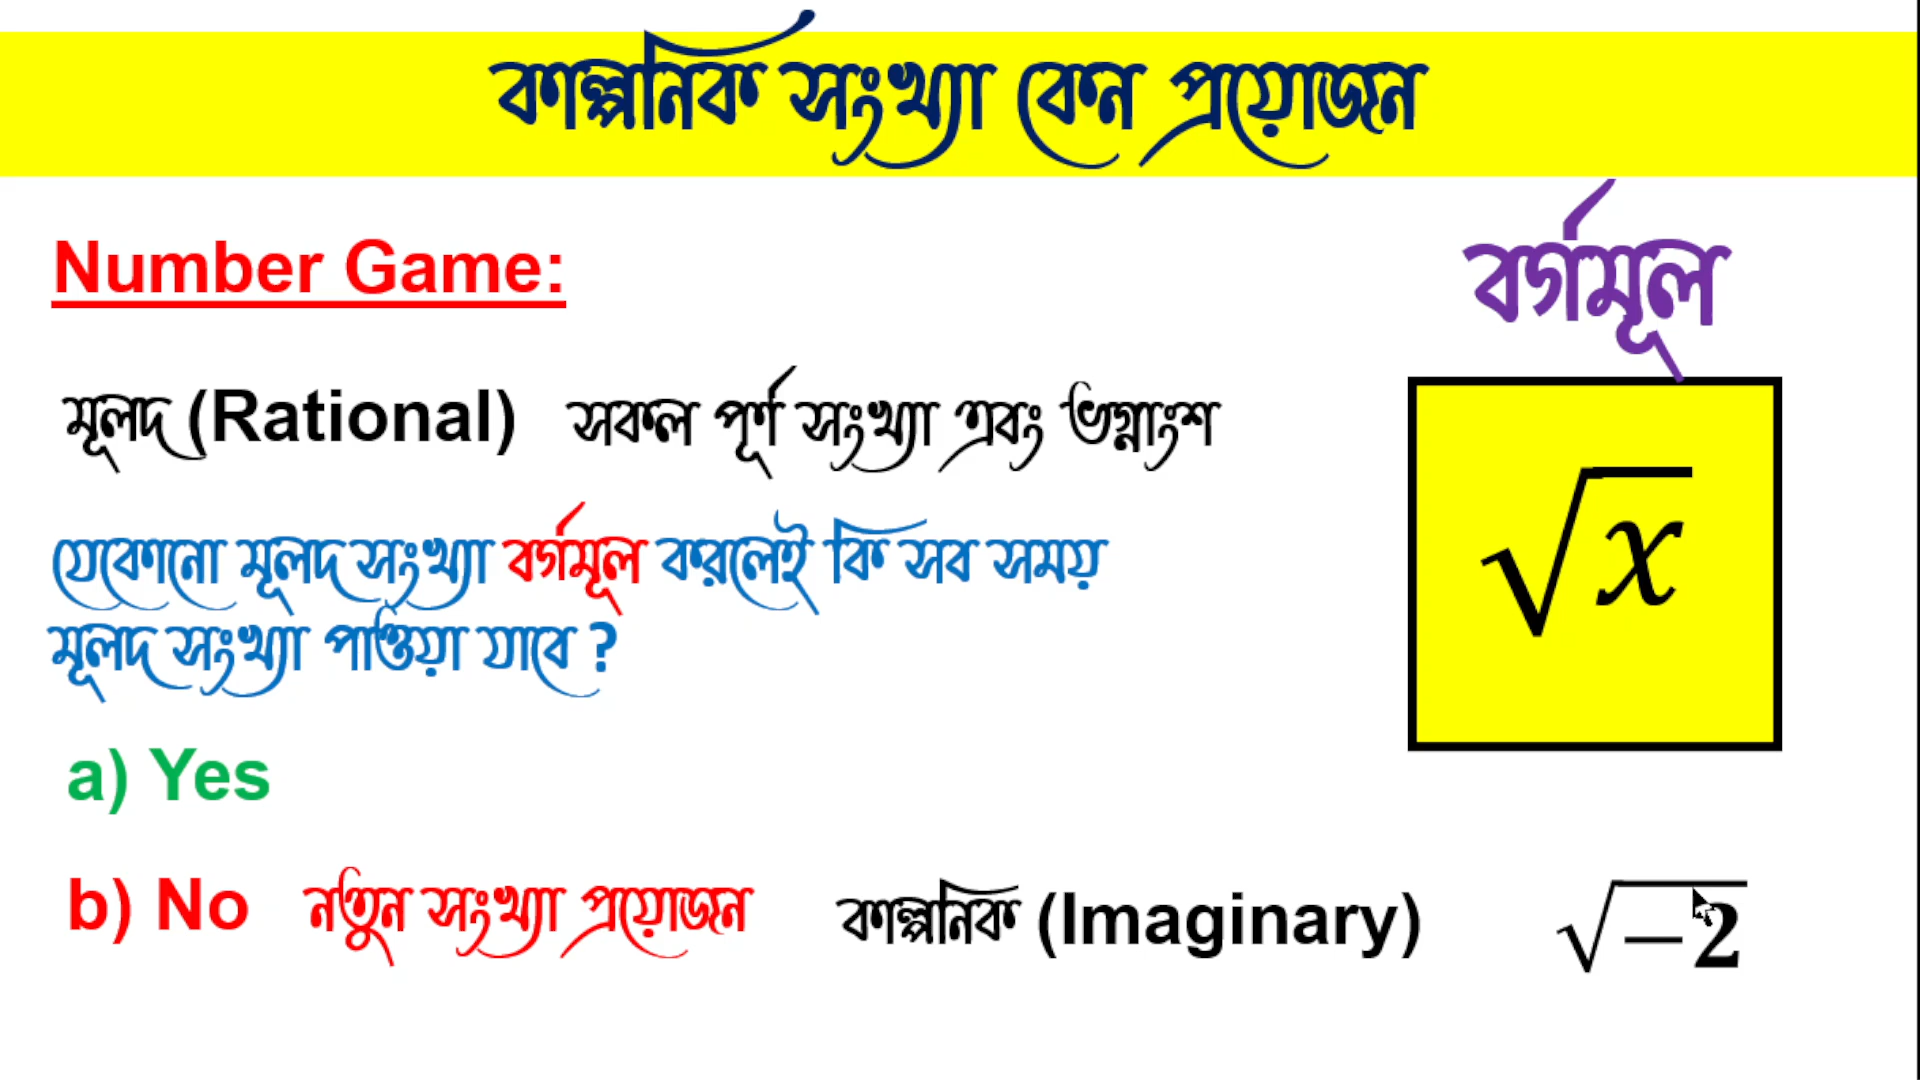 কাল্পনিক সংখ্যা কেন প্রয়োজন
Number Game:
বর্গমূল
মূলদ (Rational) সকল পূর্ণ সংখ্যা এবং ভগ্নাংশ
√x
যেকোনো মূলদ সংখ্যা বর্গমূল করলেই কি সব সময়
মূলদ সংখ্যা পাওয়া যাবে ?
a) Yes
b) No নতুন সংখ্যা প্রয়োজন কাল্পনিক (Imaginary) √−2